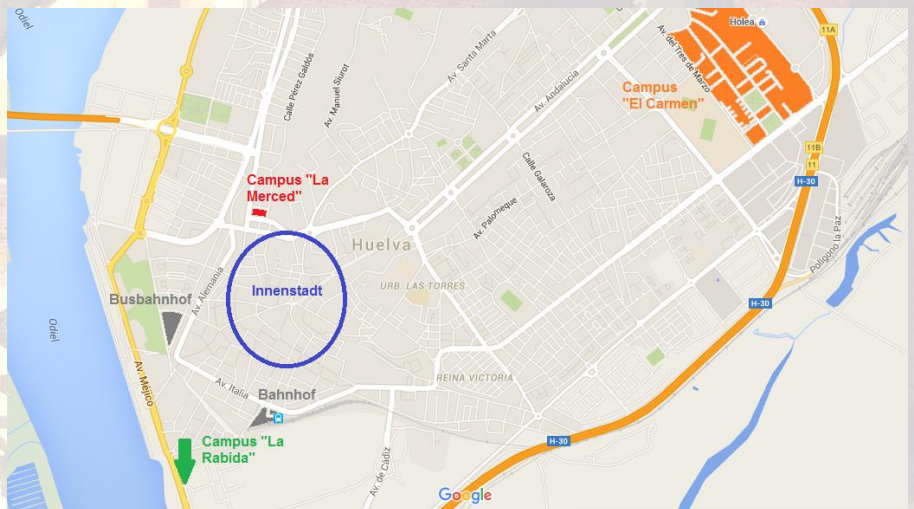 Odiel
Holea
11A
Av. del Tres de Marzo
Av. Santa Marta
Calle Pérez Galdós
Av. Manuel Siurot
Av. Andalucía
Campus
"El Carmen"
11B
11
H-30
Calle Galaroza
Campus "La
Merced"
Av. Palomeque
Huelva
Polígono la Paz
Av. Alemania
Innenstadt
URB. LAS TORRES
Busbahnhof
H-30
Odiel
Av. Méjico
REINA VICTORIA
Av. Italia
Bahnhof
Campus "La
Rabida"
H-30
Av. de Cádiz
Google